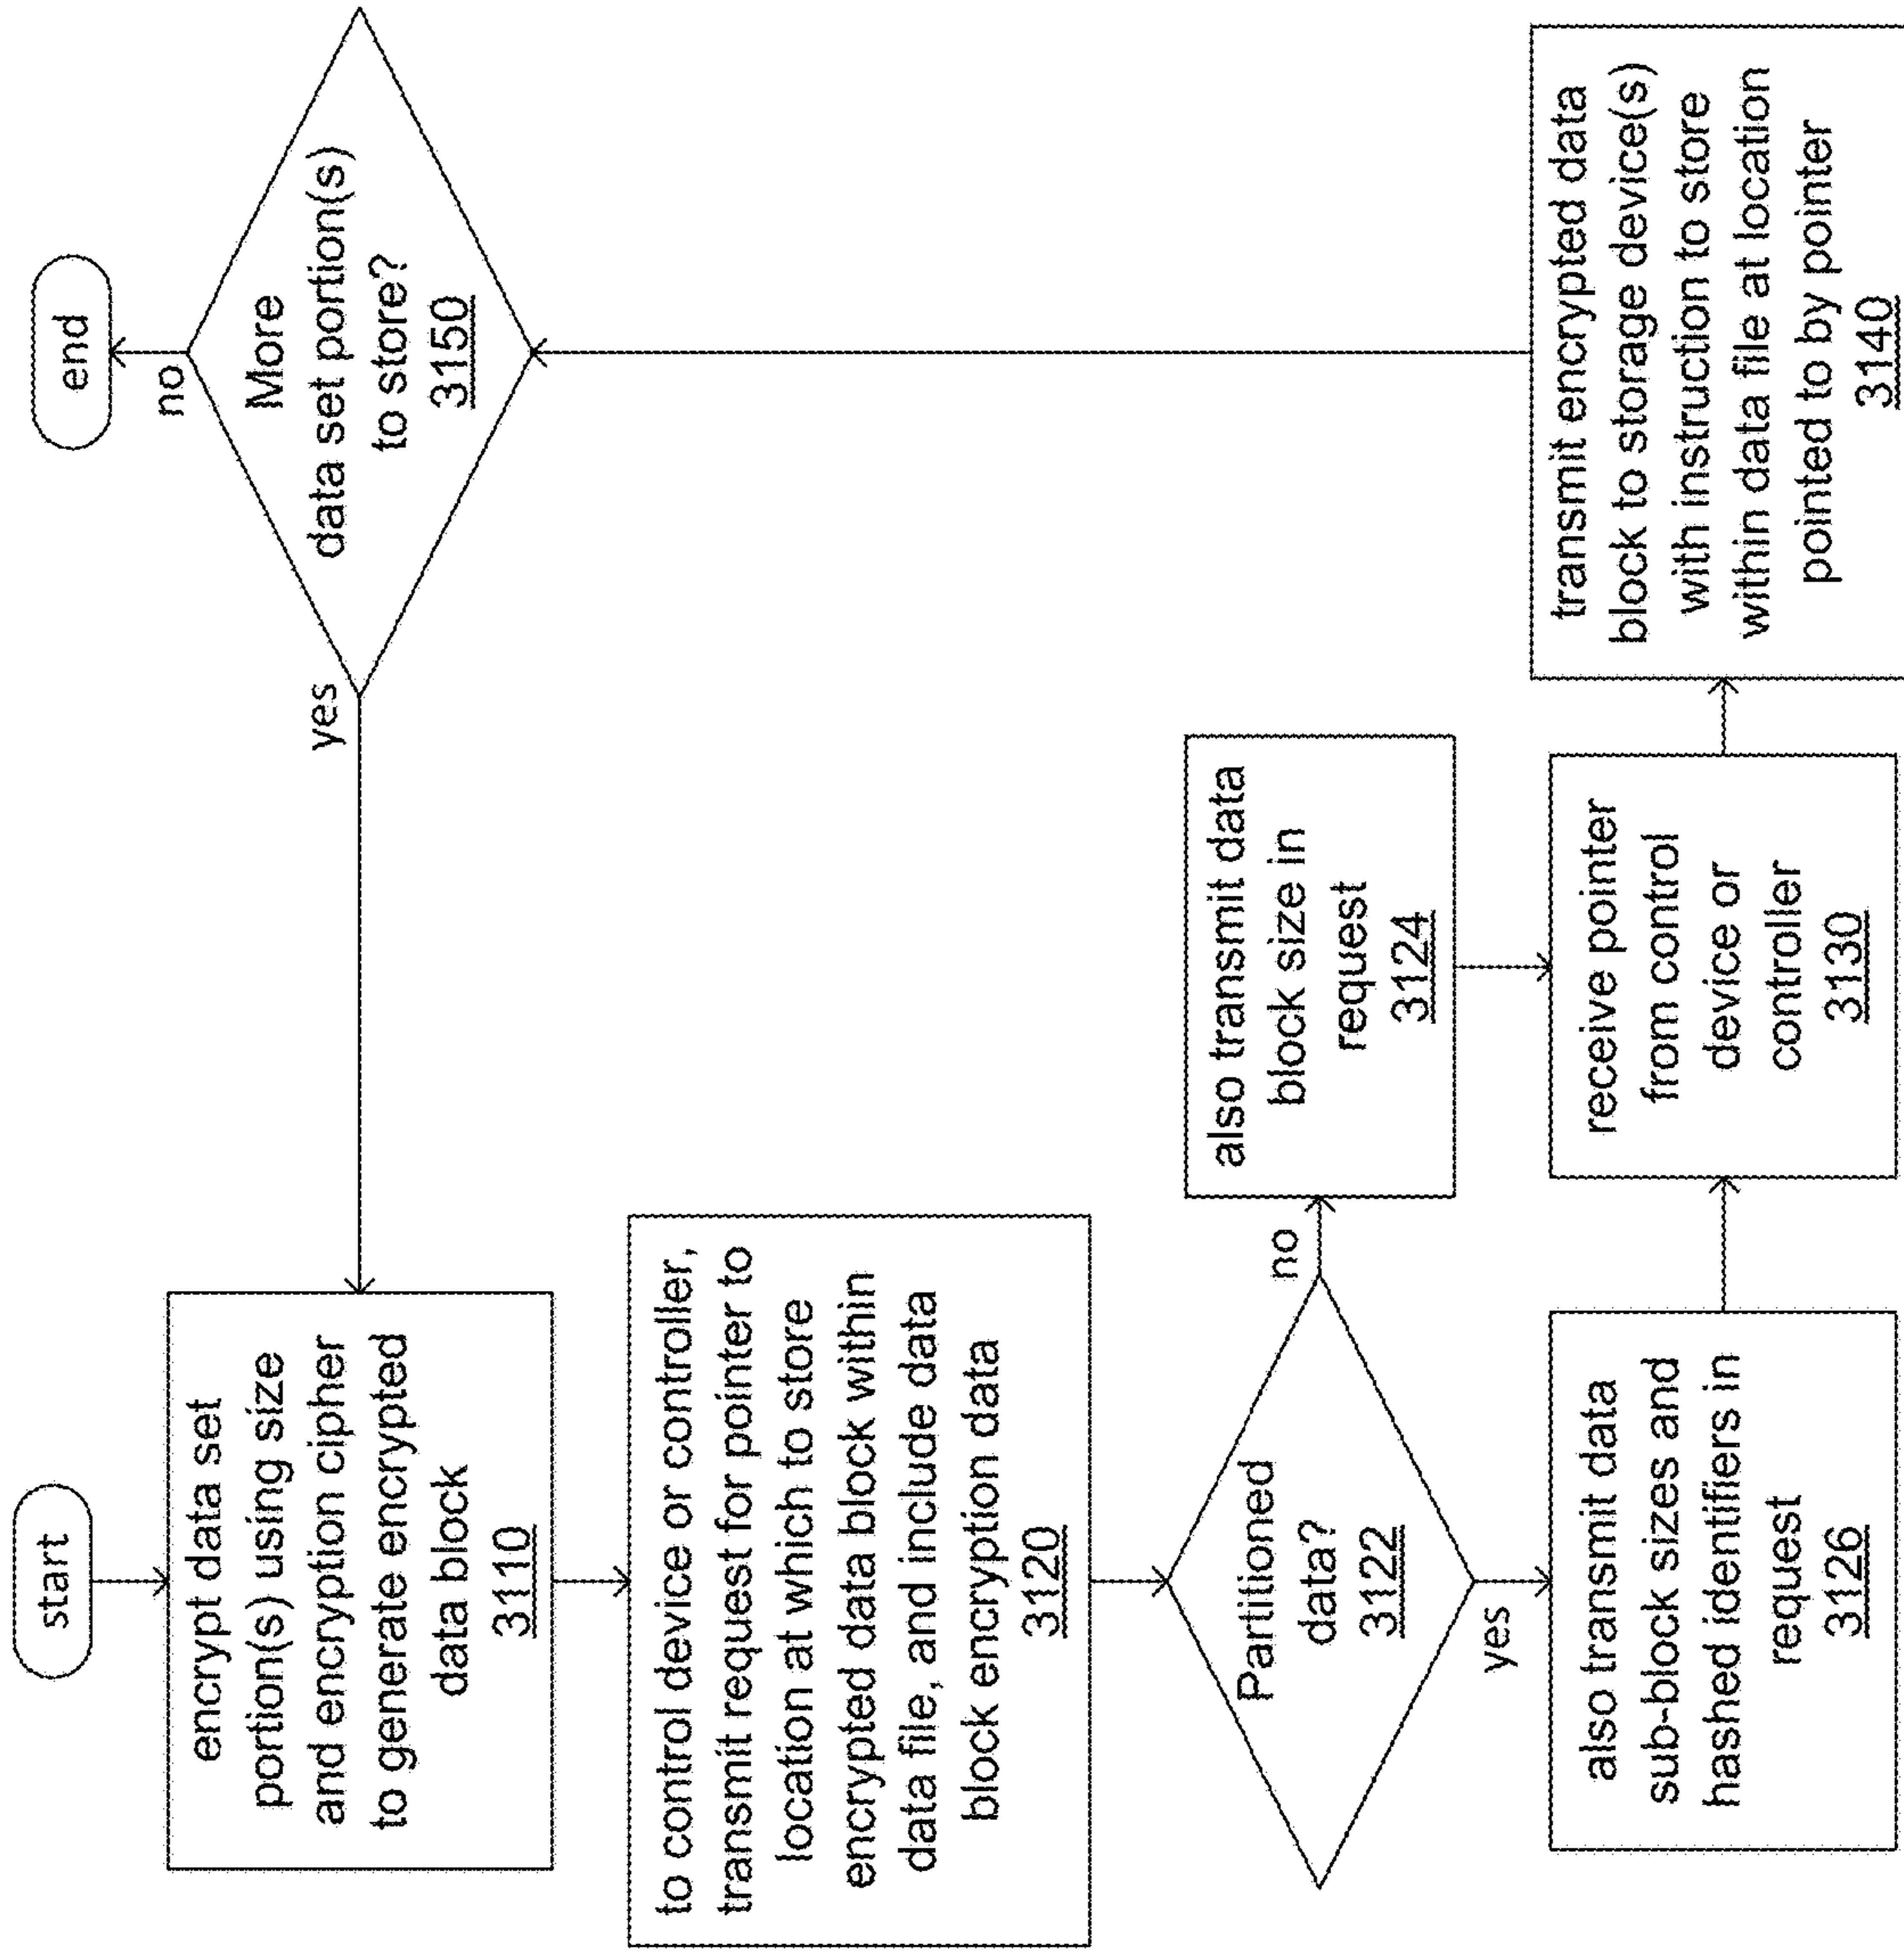 start
encrypt data set
portion(s) using size
and encryption cipher
to generate encrypted
data block
3110
to control device or controller,
transmit request for pointer to
location at which to store
encrypted data block within
data file, and include data
block encryption data
3120
Partitioned
data?
3122
no
yes
also transmit data
block size in
request
3124
also transmit data
sub-block sizes and
hashed identifiers in
request
3126
receive pointer
from control
device or
controller
3130
transmit encrypted data
block to storage device(s)
with instruction to store
within data file at location
pointed to by pointer
3140
More
data set portion(s)
to store?
3150
yes
no
end